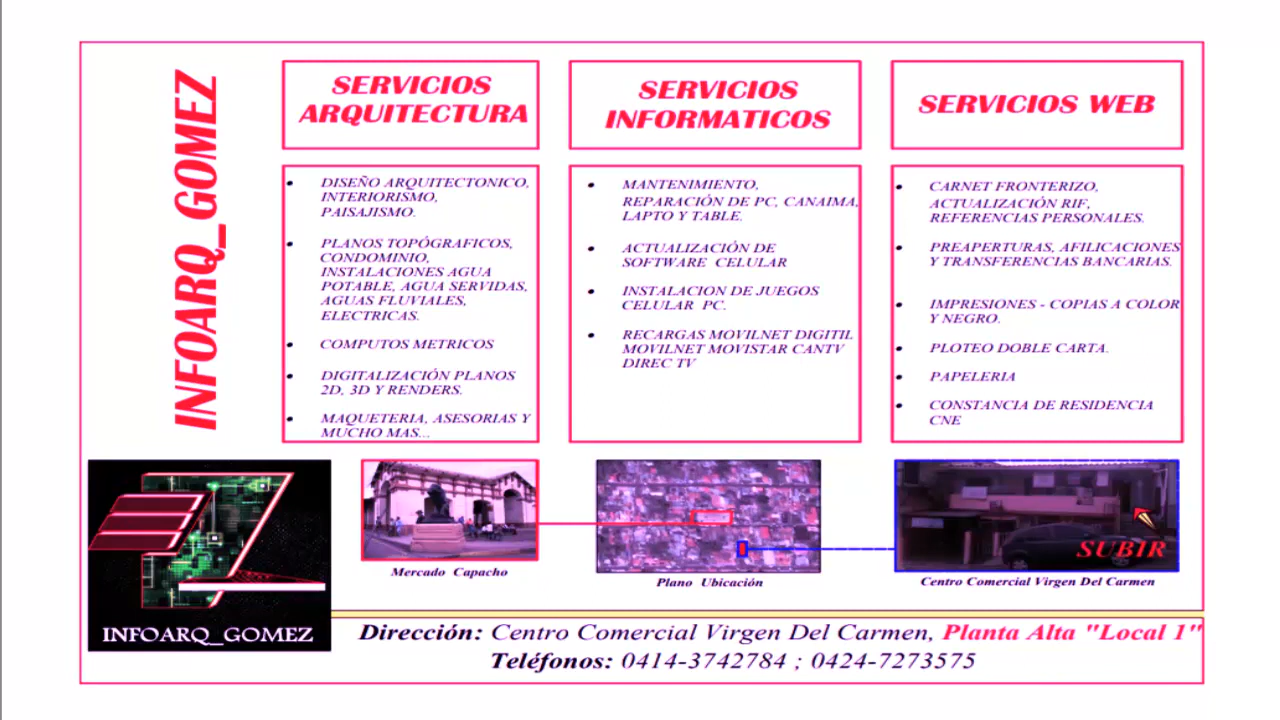 INFOARQ_GOMEZ
SERVICIOS
ARQUITECTURA
DISEÑO ARQUITECTONICO,
INTERIORISMO,
PAISAJISMO.
PLANOS TOPÓGRAFICOS,
CONDOMINIO,
INSTALACIONES AGUA
POTABLE, AGUA SERVIDAS,
AGUAS FLUVIALES,
ELECTRICAS.
COMPUTOS METRICOS
DIGITALIZACIÓN PLANOS
2D, 3D Y RENDERS.
MAQUETERIA, ASESORIAS Y
MUCHO MAS...
SERVICIOS
INFORMATICOS
MANTENIMIENTO,
REPARACIÓN DE PC, CANAIMA,
LAPTO Y TABLE.
ACTUALIZACIÓN DE
SOFTWARE CELULAR
INSTALACION DE JUEGOS
CELULAR PC.
RECARGAS MOVILNET DIGITIL
MOVILNET MOVISTAR CANTV
DIREC TV
SERVICIOS WEB
CARNET FRONTERIZO,
ACTUALIZACIÓN RIF,
REFERENCIAS PERSONALES.
PREAPERTURAS, AFILICACIONES
Y TRANSFERENCIAS BANCARIAS.
IMPRESIONES - COPIAS A COLOR
Y NEGRO.
PLOTEO DOBLE CARTA.
PAPELERIA
CONSTANCIA DE RESIDENCIA
CNE
INFOARQ_GOMEZ
Mercado Capacho
Plano Ubicación
SUBIR
Centro Comercial Virgen Del Carmen
Dirección: Centro Comercial Virgen Del Carmen, Planta Alta "Local 1"
Teléfonos: 0414-3742784 ; 0424-7273575